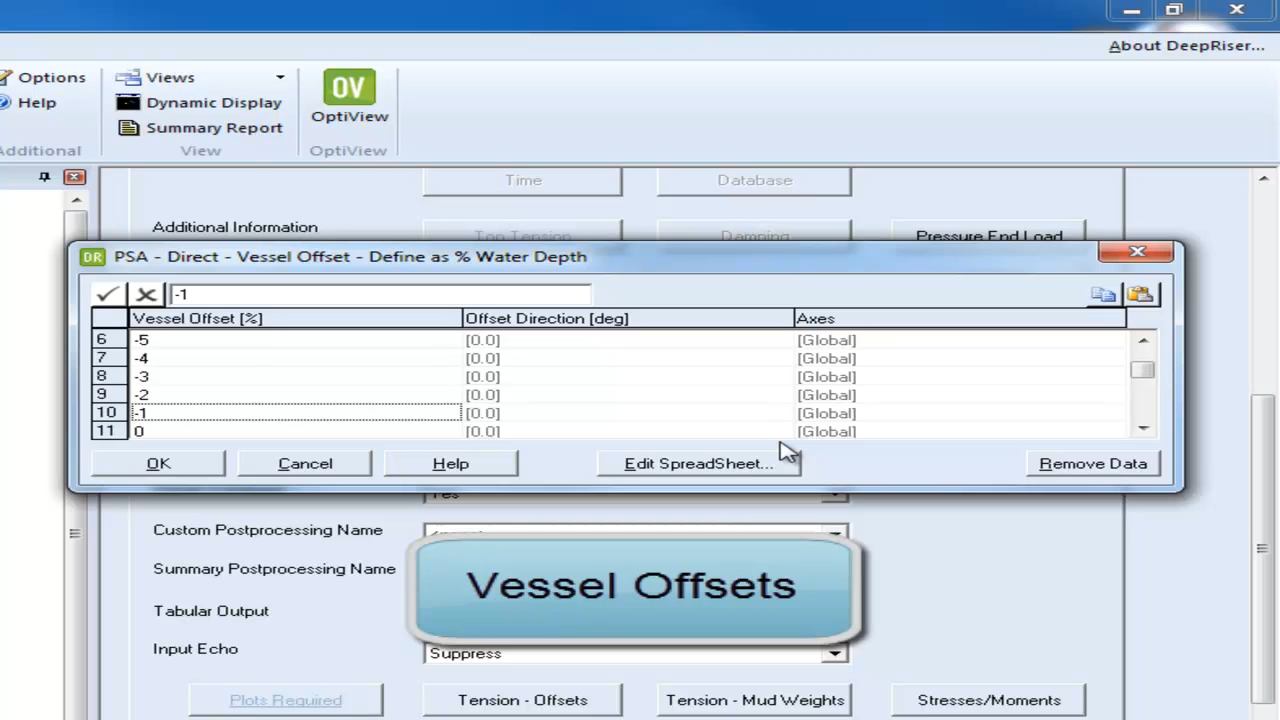 About DeepRiser...
Options
Views
OV
Help
Dynamic Display
OptiView
Summary Report
Additional
View
OptiView
Time
Database
Additional Information
Top Tension
Damping
Pressure End Load
DR
PSA - Direct - Vessel Offset - Define as % Water Depth
-1
Vessel Offset [%]
Offset Direction [deg]
Axes
6 -5 [0.0] [Global]
7 -4 [0.0] [Global]
8 -3 [0.0] [Global]
9 -2 [0.0] [Global]
10 -1 [0.0] [Global]
11 0 [0.0] [Global]
OK
Cancel
Help
Edit SpreadSheet...
Remove Data
Yes
Custom Postprocessing Name
Summary Postprocessing Name
Vessel Offsets
Tabular Output
Input Echo
Suppress
Plots Required
Tension - Offsets
Tension - Mud Weights
Stresses/Moments